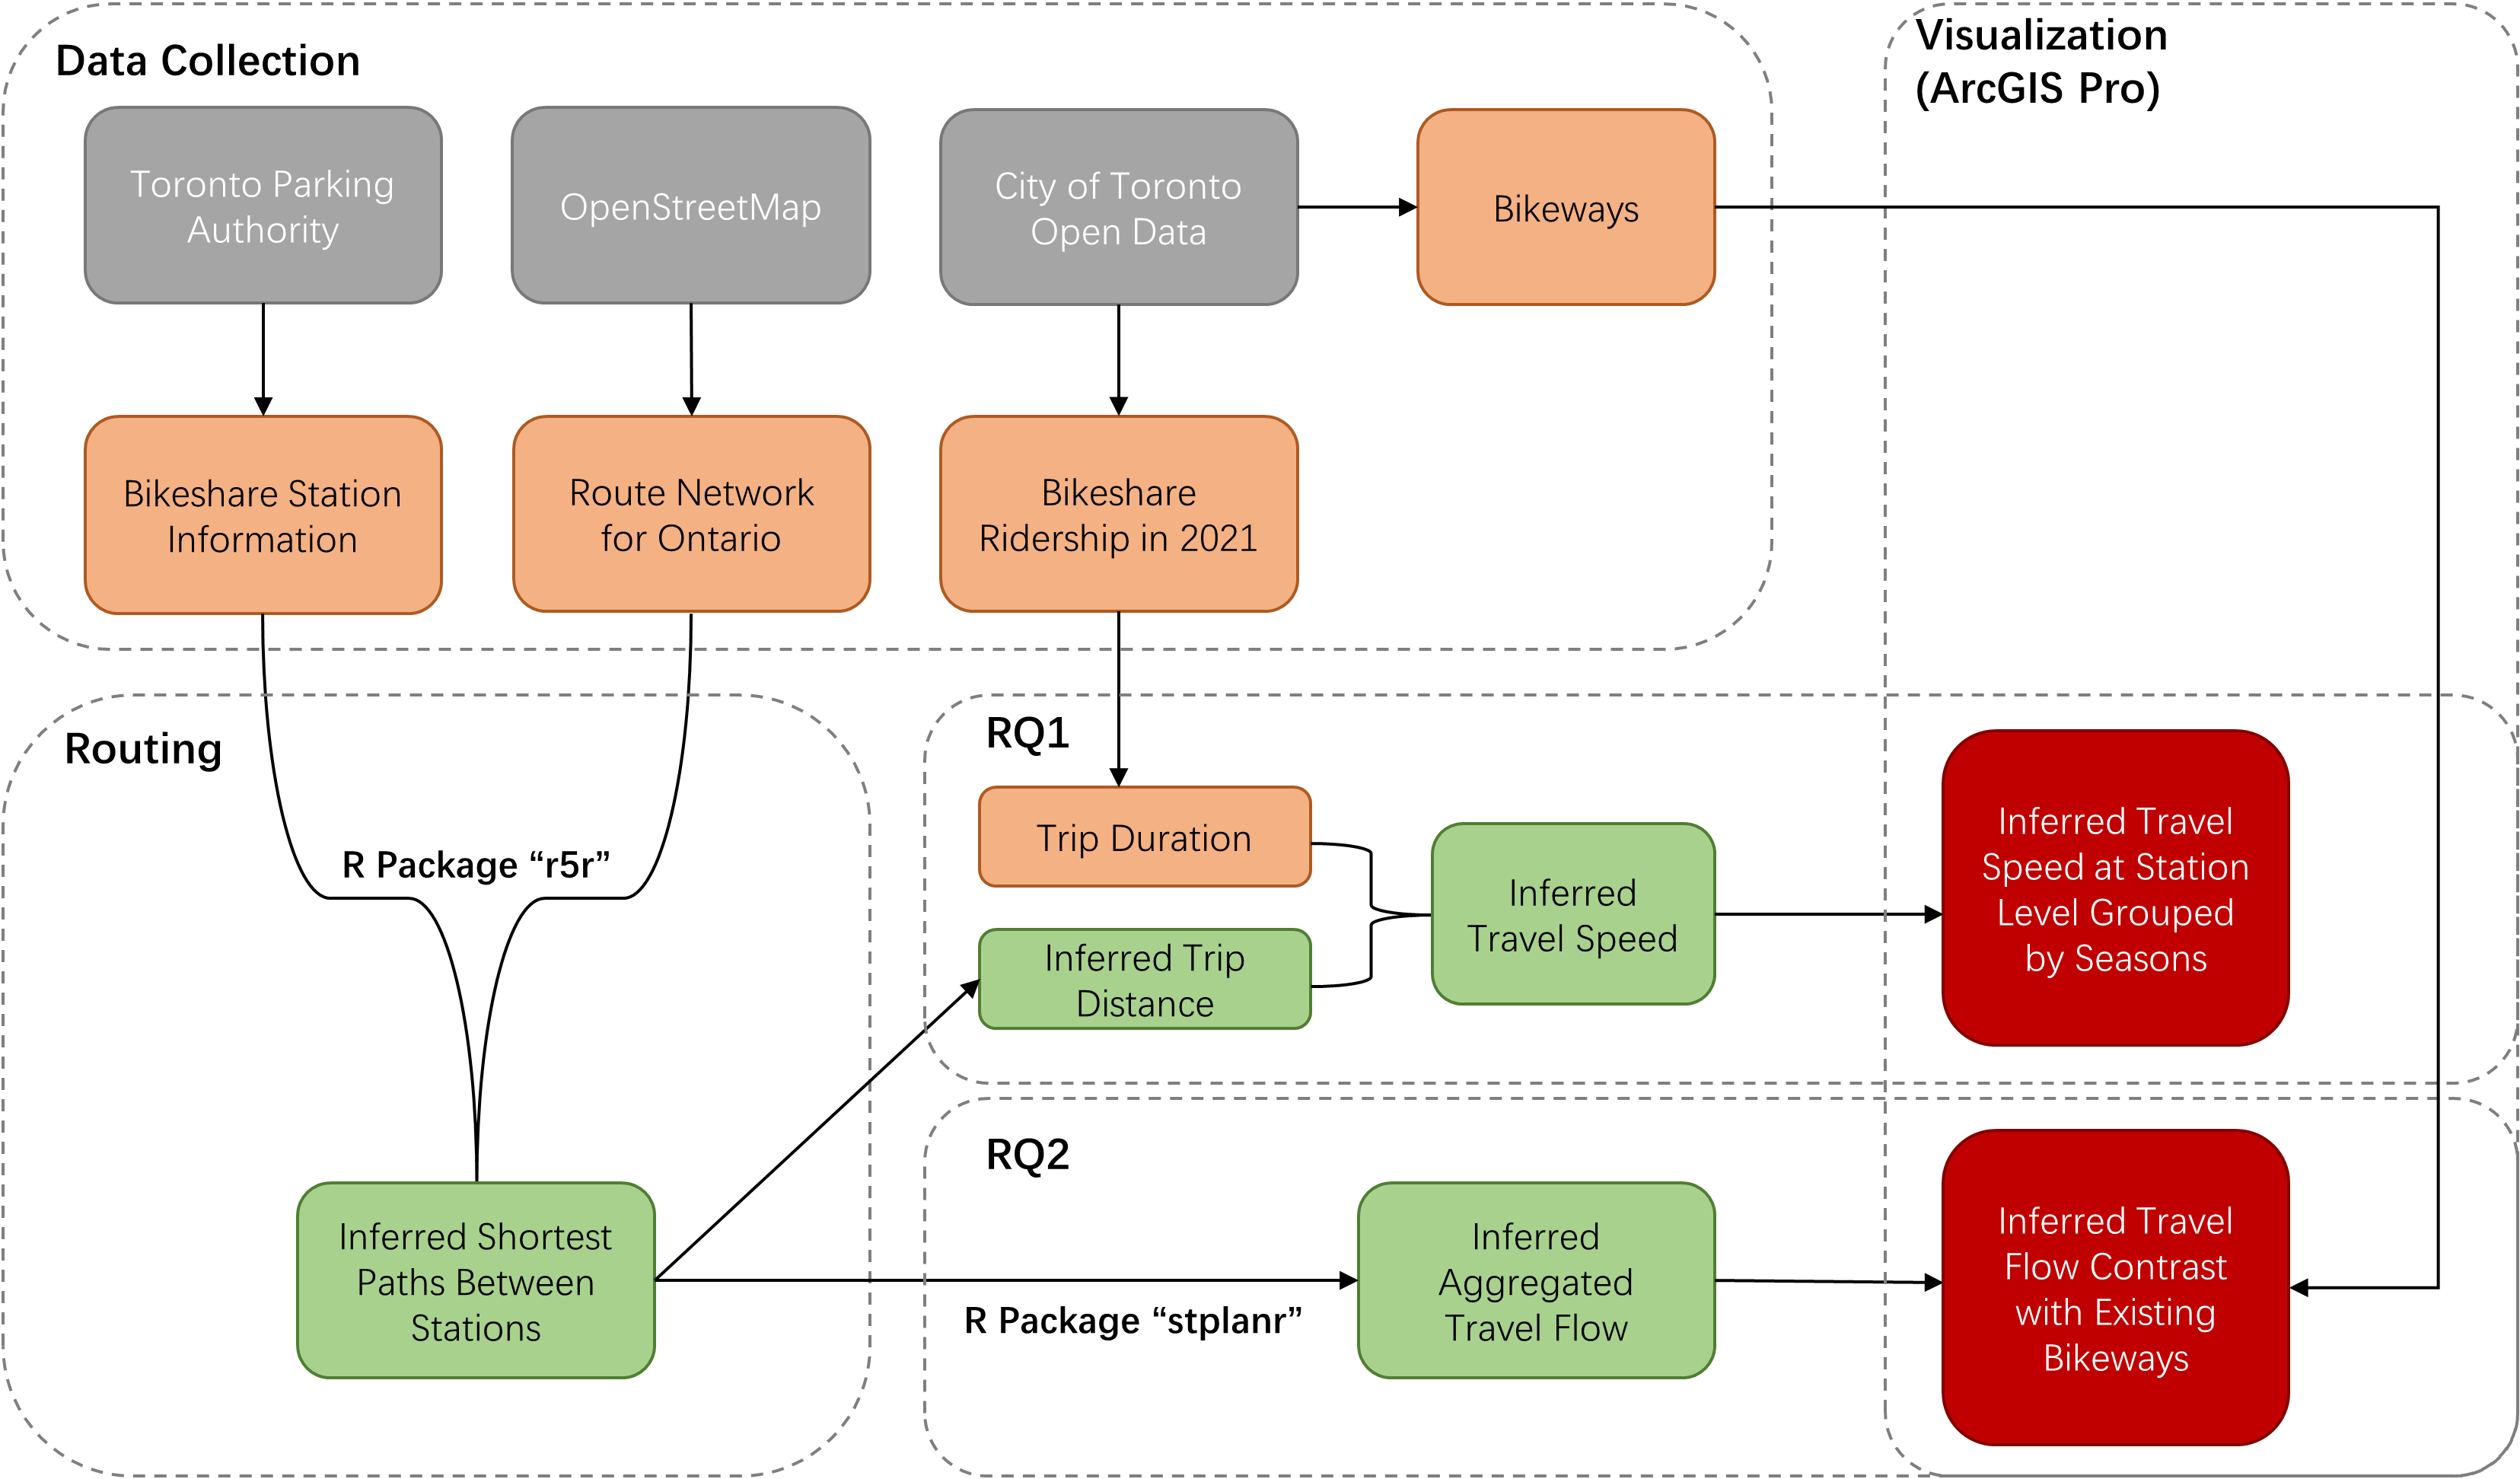 Data Collection
Visualization
(ArcGIS Pro)
Toronto Parking
Authority
OpenStreetMap
City of Toronto
Open Data
Bikeways
Bikeshare Station
Information
Route Network
for Ontario
Bikeshare
Ridership in 2021
Routing
R Package “r5r”
RQ1
Trip Duration
Inferred Trip
Distance
Inferred
Travel Speed
Inferred Travel
Speed at Station
Level Grouped
by Seasons
Inferred Shortest
Paths Between
Stations
RQ2
R Package “stplanr”
Inferred
Aggregated
Travel Flow
Inferred Travel
Flow Contrast
with Existing
Bikeways